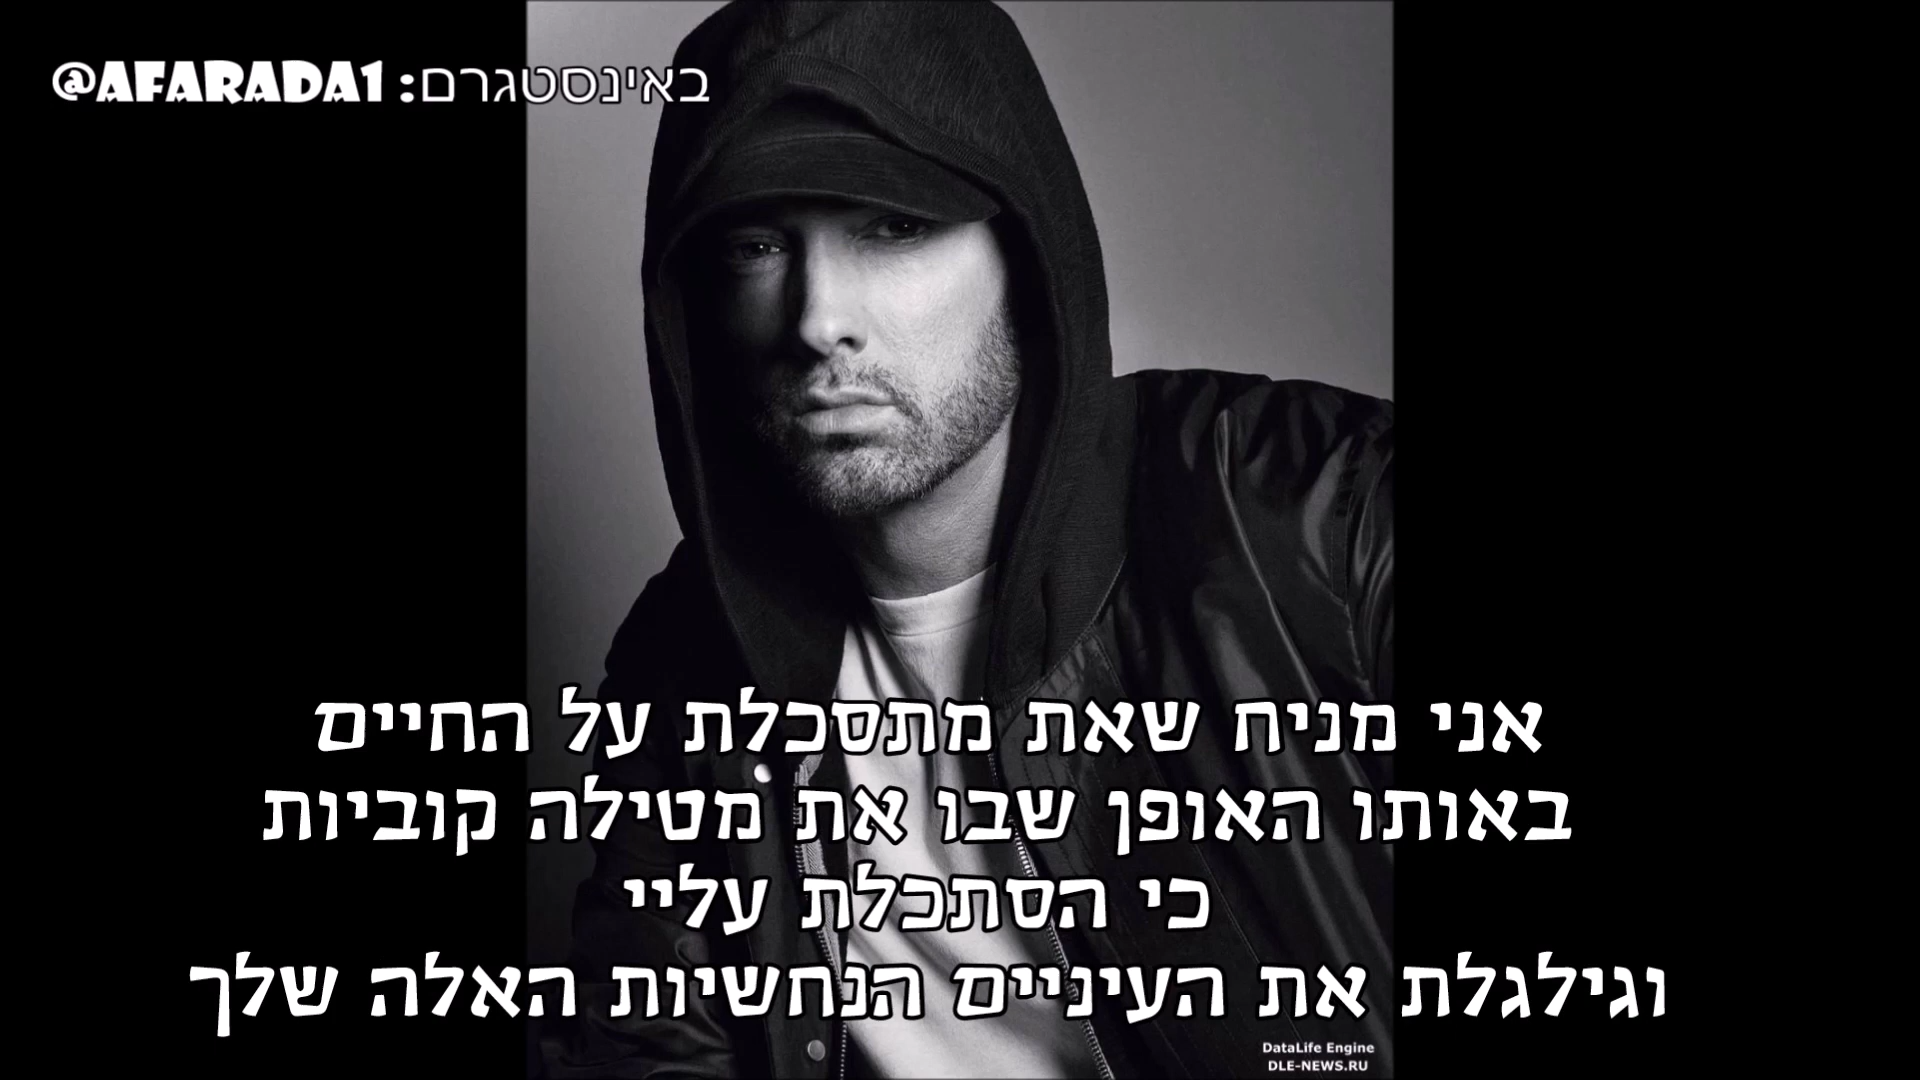 באינסטגרם: @AFARADA1
אני מניח שאת מתסכלת על החיים
באותו האופן שבו את מטילה קוביות
כי הסתכלת עליי
וגילגלת את העיניים הנחשיות האלה שלך
DataLife Engine
DLE-NEWS.RU